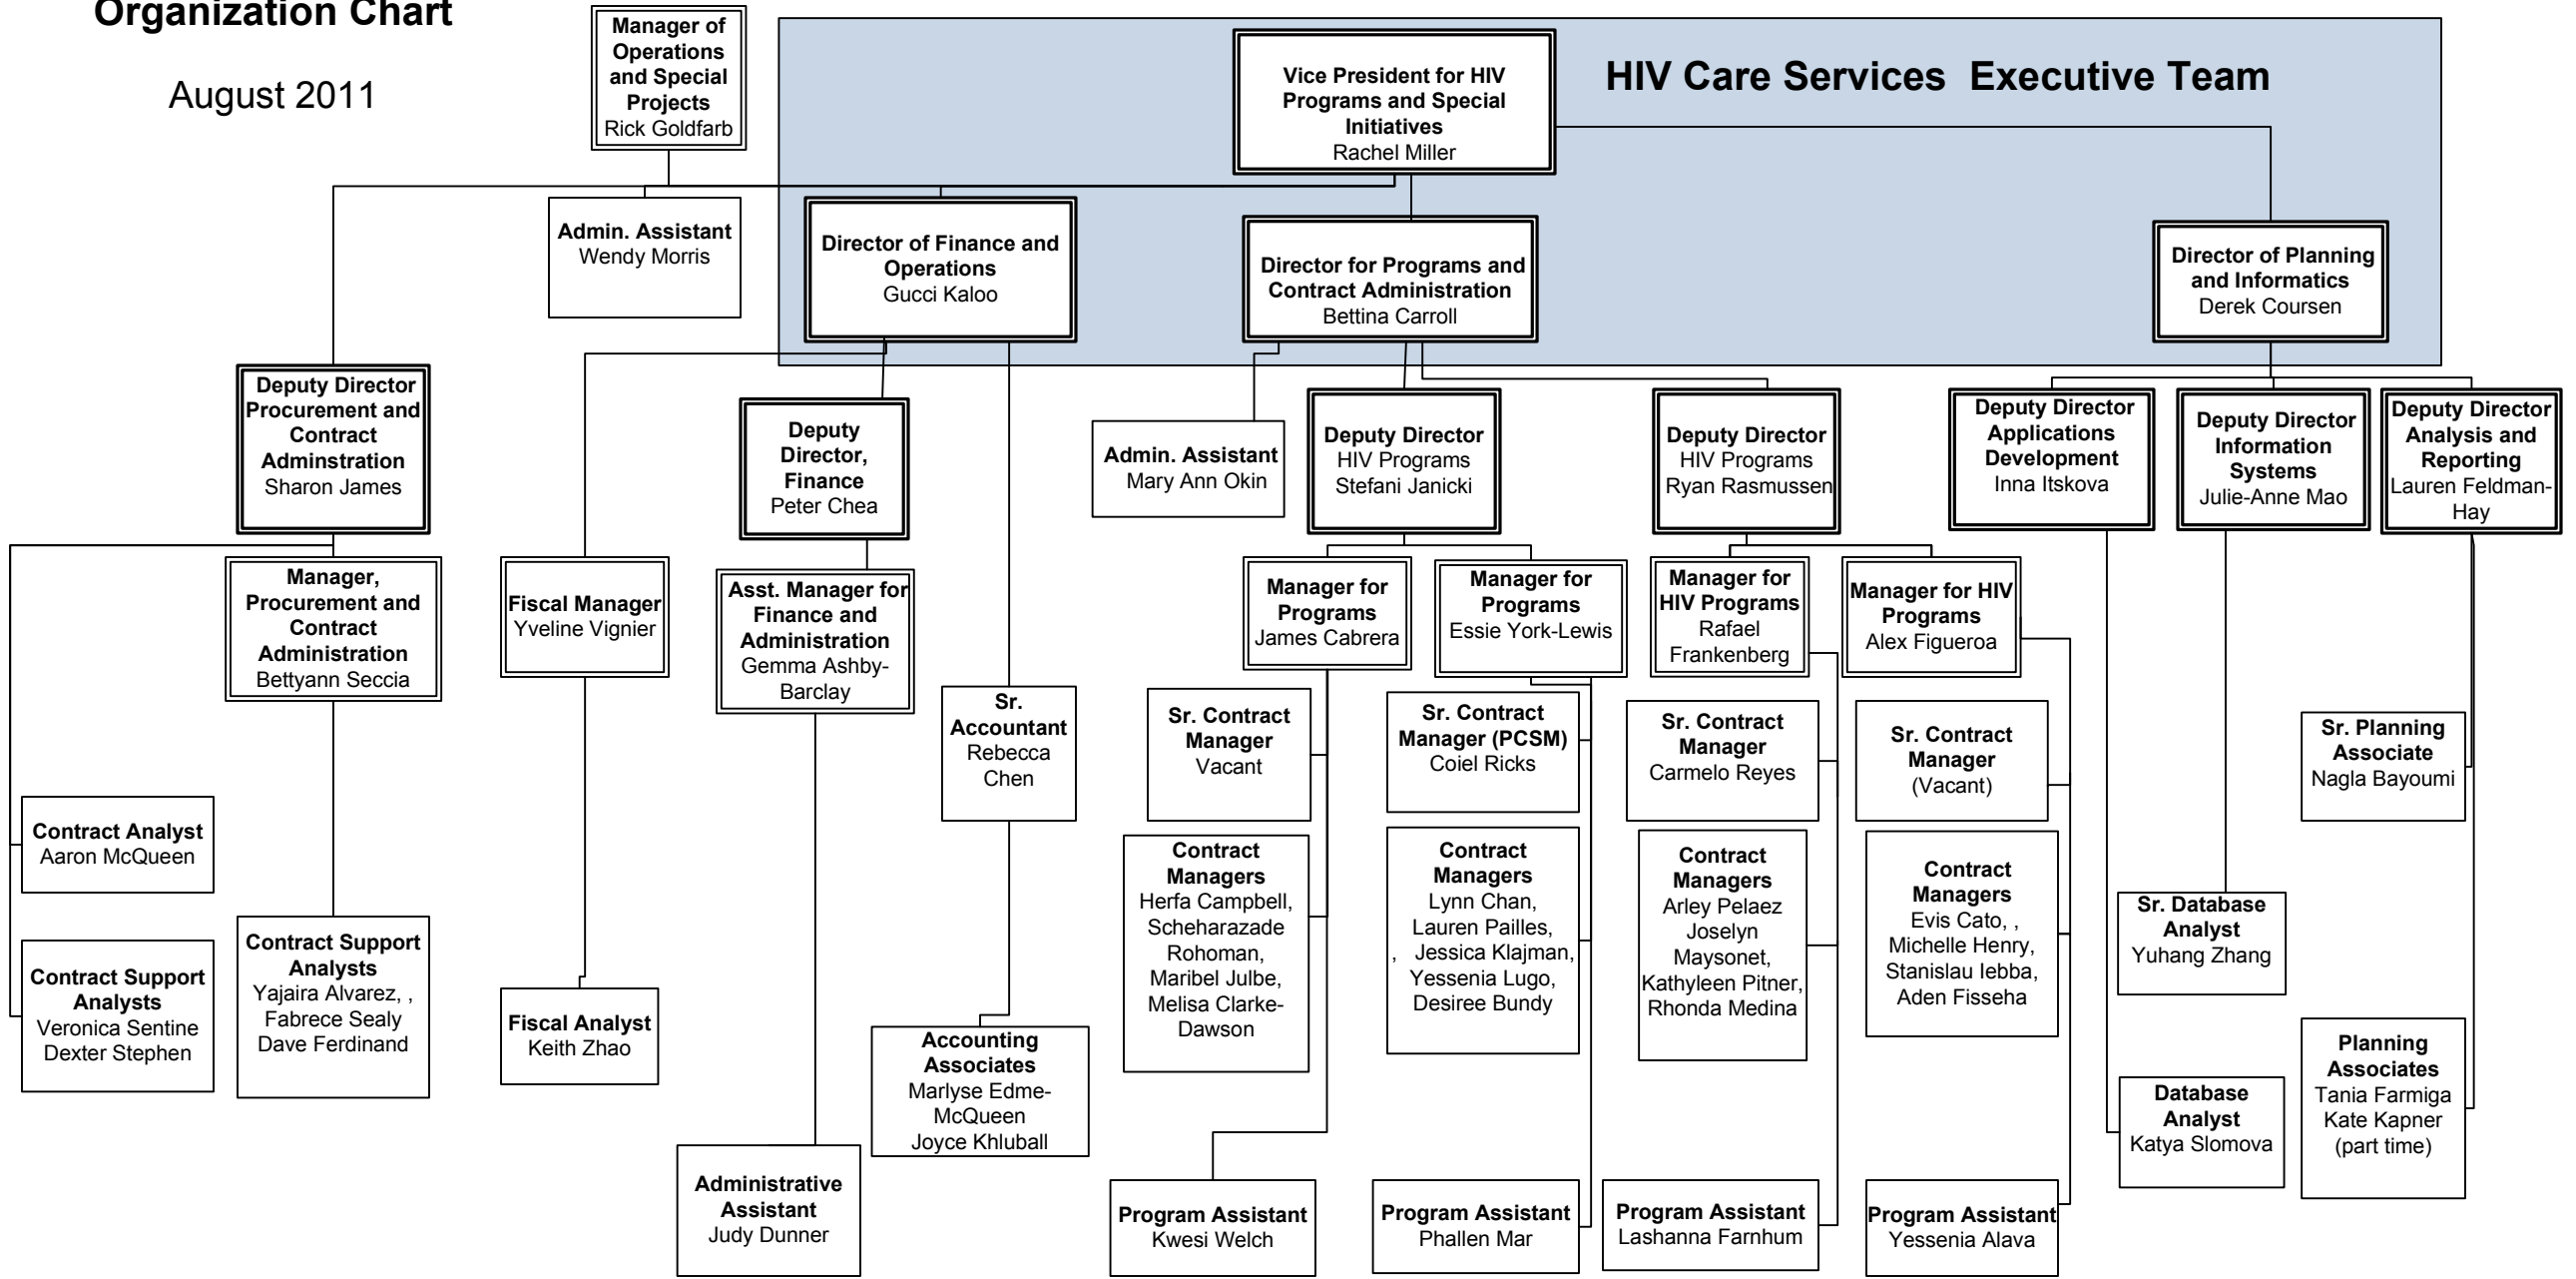 Organization Chart
August 2011
Manager of
Operations
and Special
Projects
Rick Goldfarb
HIV Care Services  Executive Team
Vice President for HIV
Programs and Special
Initiatives
Rachel Miller
Admin. Assistant
Wendy Morris
Director of Finance and
Operations
Gucci Kaloo
Director for Programs and
Contract Administration
Bettina Carroll
Director of Planning
and Informatics
Derek Coursen
Deputy Director
Procurement and
Contract
Adminstration
Sharon James
Deputy
Director,
Finance
Peter Chea
Admin. Assistant
Mary Ann Okin
Deputy Director
HIV Programs
Stefani Janicki
Deputy Director
HIV Programs
Ryan Rasmussen
Deputy Director
Applications
Development
Inna Itskova
Deputy Director
Information
Systems
Julie-Anne Mao
Deputy Director
Analysis and
Reporting
Lauren Feldman-
Hay
Manager,
Procurement and
Contract
Administration
Bettyann Seccia
Fiscal Manager
Yveline Vignier
Asst. Manager for
Finance and
Administration
Gemma Ashby-
Barclay
Sr.
Accountant
Rebecca
Chen
Manager for
Programs
James Cabrera
Manager for
Programs
Essie York-Lewis
Manager for
HIV Programs
Rafael
Frankenberg
Manager for HIV
Programs
Alex Figueroa
Sr. Contract
Manager
Vacant
Sr. Contract
Manager (PCSM)
Coiel Ricks
Sr. Contract
Manager
Carmelo Reyes
Sr. Contract
Manager
(Vacant)
Sr. Planning
Associate
Nagla Bayoumi
Contract Analyst
Aaron McQueen
Contract Support
Analysts
Veronica Sentine
Dexter Stephen
Contract Support
Analysts
Yajaira Alvarez, ,
Fabrece Sealy
Dave Ferdinand
Fiscal Analyst
Keith Zhao
Accounting
Associates
Marlyse Edme-
McQueen
Joyce Khluball
Contract
Managers
Herfa Campbell,
Scheharazade
Rohoman,
Maribel Julbe,
Melisa Clarke-
Dawson
Contract
Managers
Lynn Chan,
Lauren Pailles,
,   Jessica Klajman,
Yessenia Lugo,
Desiree Bundy
Contract
Managers
Arley Pelaez
Joselyn
Maysonet,
Kathyleen Pitner,
Rhonda Medina
Contract
Managers
Evis Cato, ,
Michelle Henry,
Stanislau Iebba,
Aden Fisseha
Sr. Database
Analyst
Yuhang Zhang
Database
Analyst
Katya Slomova
Planning
Associates
Tania Farmiga
Kate Kapner
(part time)
Administrative
Assistant
Judy Dunner
Program Assistant
Kwesi Welch
Program Assistant
Phallen Mar
Program Assistant
Lashanna Farnhum
Program Assistant
Yessenia Alava